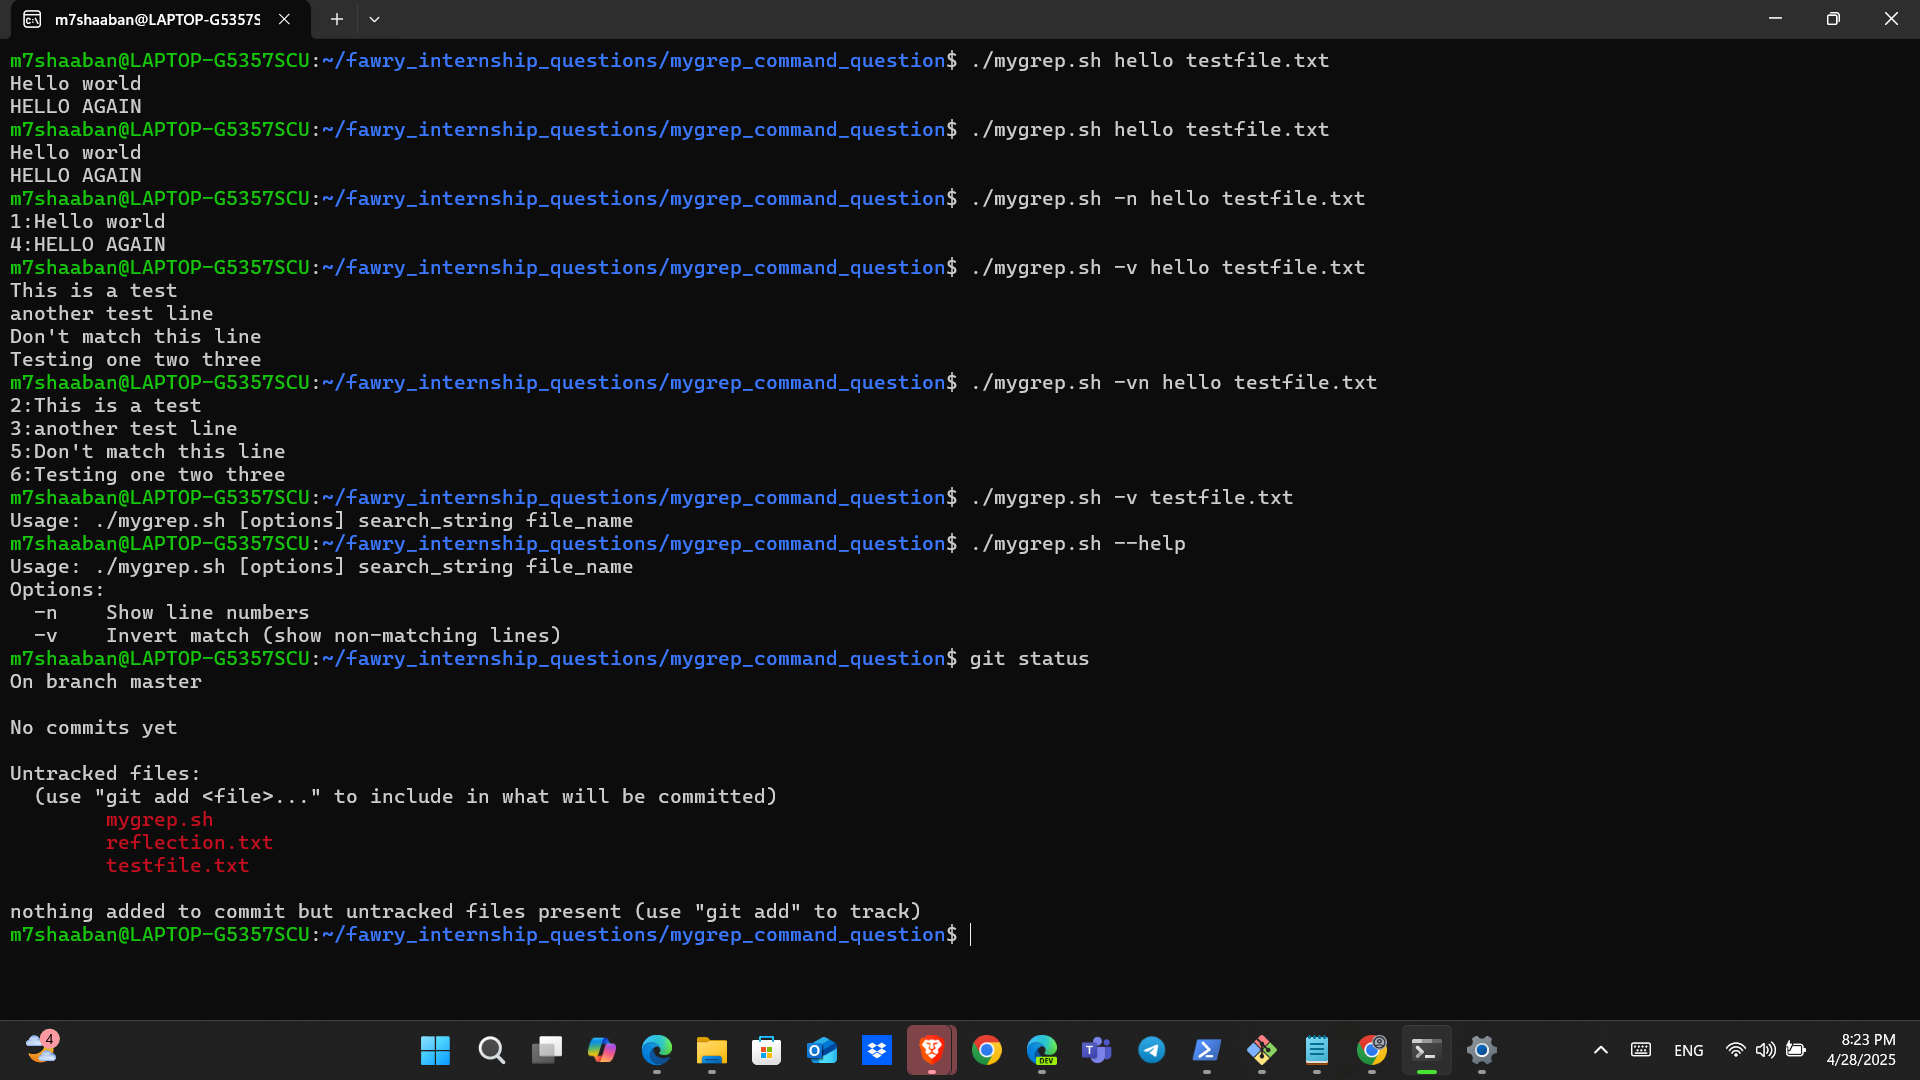 m7shaaban@LAPTOP-G5357S
m7shaaban@LAPTOP-G5357SCU:~/fawry_internship_questions/mygrep_command_question$ ./mygrep.sh hello testfile.txt
Hello world
HELLO AGAIN
m7shaaban@LAPTOP-G5357SCU:~/fawry_internship_questions/mygrep_command_question$ ./mygrep.sh hello testfile.txt
Hello world
HELLO AGAIN
m7shaaban@LAPTOP-G5357SCU:~/fawry_internship_questions/mygrep_command_question$ ./mygrep.sh -n hello testfile.txt
1:Hello world
4:HELLO AGAIN
m7shaaban@LAPTOP-G5357SCU:~/fawry_internship_questions/mygrep_command_question$ ./mygrep.sh -v hello testfile.txt
This is a test
another test line
Don't match this line
Testing one two three
m7shaaban@LAPTOP-G5357SCU:~/fawry_internship_questions/mygrep_command_question$ ./mygrep.sh -vn hello testfile.txt
2:This is a test
3:another test line
5:Don't match this line
6:Testing one two three
m7shaaban@LAPTOP-G5357SCU:~/fawry_internship_questions/mygrep_command_question$ ./mygrep.sh -v testfile.txt
Usage: ./mygrep.sh [options] search_string file_name
m7shaaban@LAPTOP-G5357SCU:~/fawry_internship_questions/mygrep_command_question$ ./mygrep.sh --help
Usage: ./mygrep.sh [options] search_string file_name
Options:
  -n    Show line numbers
  -v    Invert match (show non-matching lines)
m7shaaban@LAPTOP-G5357SCU:~/fawry_internship_questions/mygrep_command_question$ git status
On branch master
No commits yet
Untracked files:
  (use "git add <file>..." to include in what will be committed)
        mygrep.sh
        reflection.txt
        testfile.txt
nothing added to commit but untracked files present (use "git add" to track)
m7shaaban@LAPTOP-G5357SCU:~/fawry_internship_questions/mygrep_command_question$
4
DEV
ENG
8:23 PM
4/28/2025